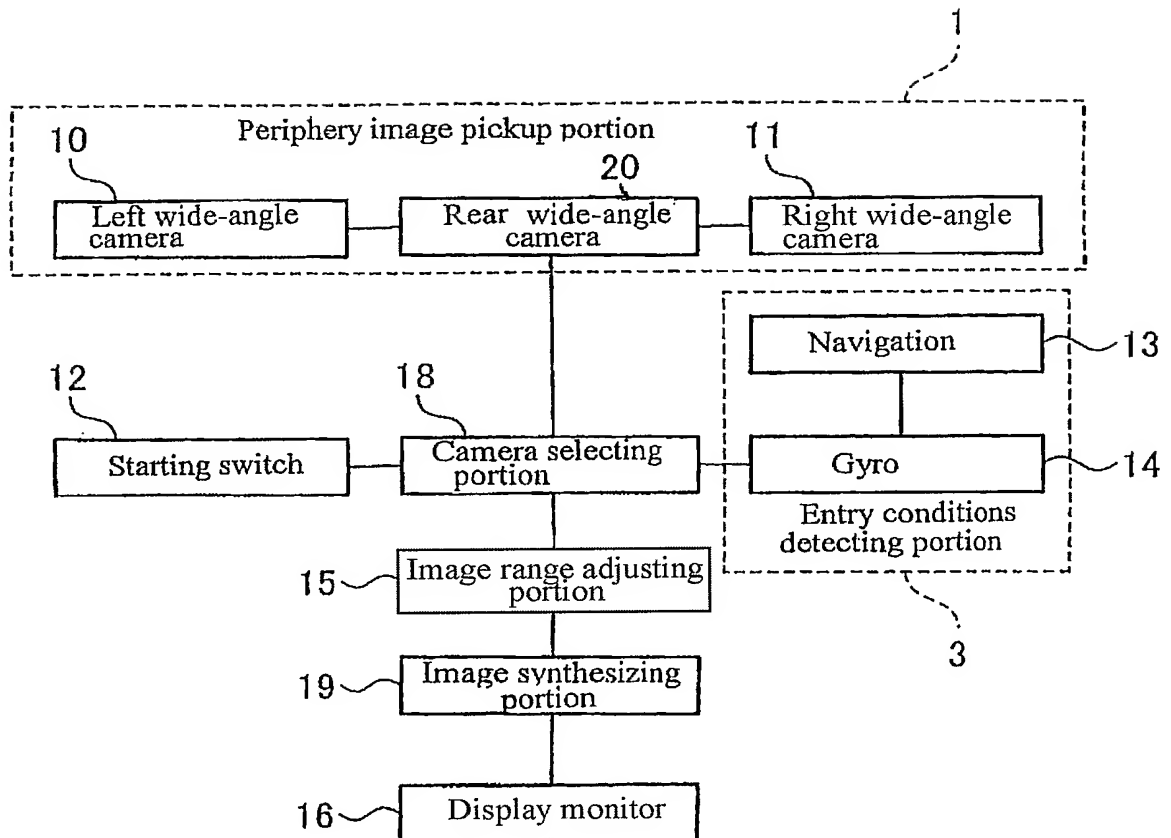 1
Periphery image pickup portion
10
20
11
Left wide-angle
camera
Rear wide-angle
camera
Right wide-angle
camera
Navigation
13
12
18
Starting switch
Camera selecting
portion
Gyro
14
Entry conditions
detecting portion
15
Image range adjusting
portion
3
19
Image synthesizing
portion
16
Display monitor